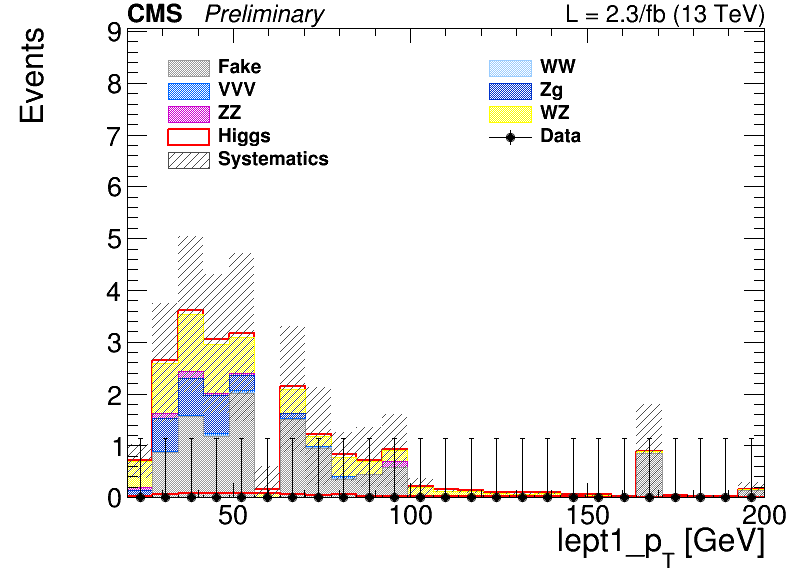 CMS Preliminary L = 2.3/fb (13 TeV)
Events
9
8
7
6
5
4
3
2
1
0
Fake
VVV
ZZ
Higgs
Systematics
WW
Zg
WZ
Data
50 100 150 200
lept1_p_T [GeV]